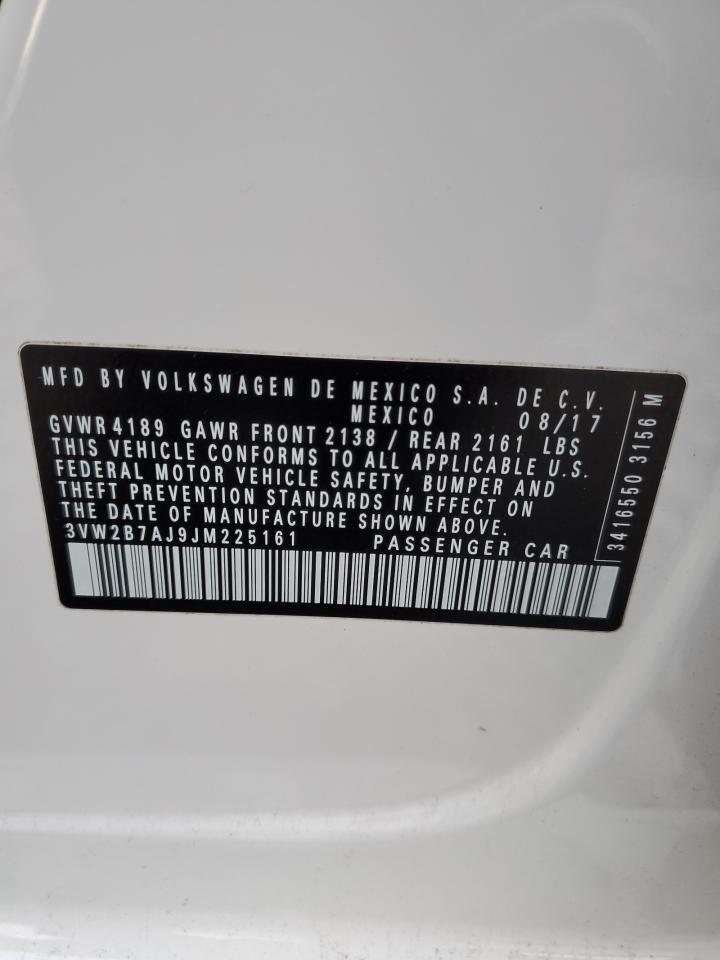 MFD BY VOLKSWAGEN DE MEXICO S.A. DE C.V.
MEXICO 08/17
GVWR 4189 GAWR FRONT 2138 / REAR 2161 LBS
THIS VEHICLE CONFORMS TO ALL APPLICABLE U.S.
FEDERAL MOTOR VEHICLE SAFETY, BUMPER AND
THEFT PREVENTION STANDARDS IN EFFECT ON
THE DATE OF MANUFACTURE SHOWN ABOVE.
3VW2B7AJ9JM225161 PASSENGER CAR
3416550 3156 M